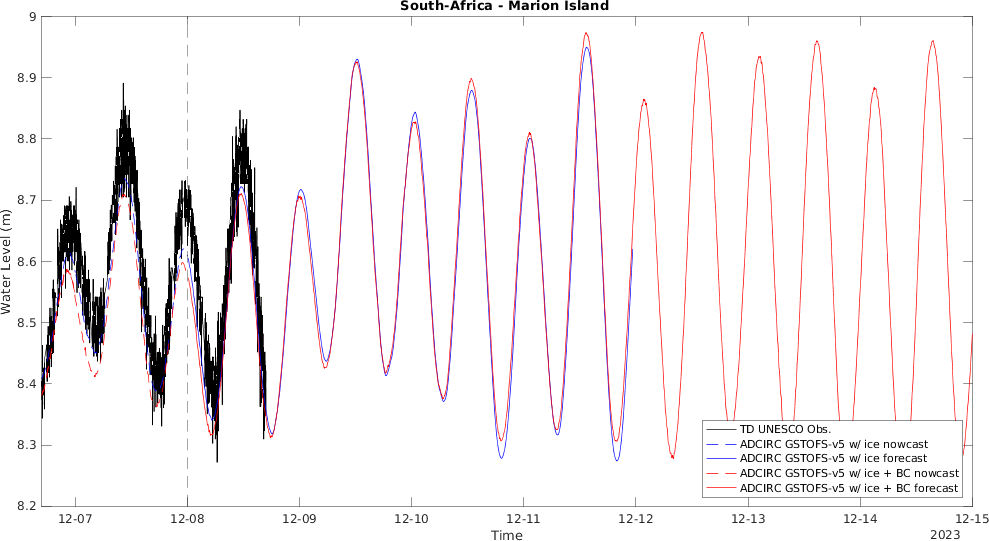 South-Africa - Marion Island
9
8.9
8.8
8.7
8.6
8.5
8.4
8.3
8.2
Water Level (m)
TD UNESCO Obs.
ADCIRC GSTOFS-v5 w/ ice nowcast
ADCIRC GSTOFS-v5 w/ ice forecast
ADCIRC GSTOFS-v5 w/ ice + BC nowcast
ADCIRC GSTOFS-v5 w/ ice + BC forecast
12-07 12-08 12-09 12-10 12-11 12-12 12-13 12-14 12-15
Time
2023